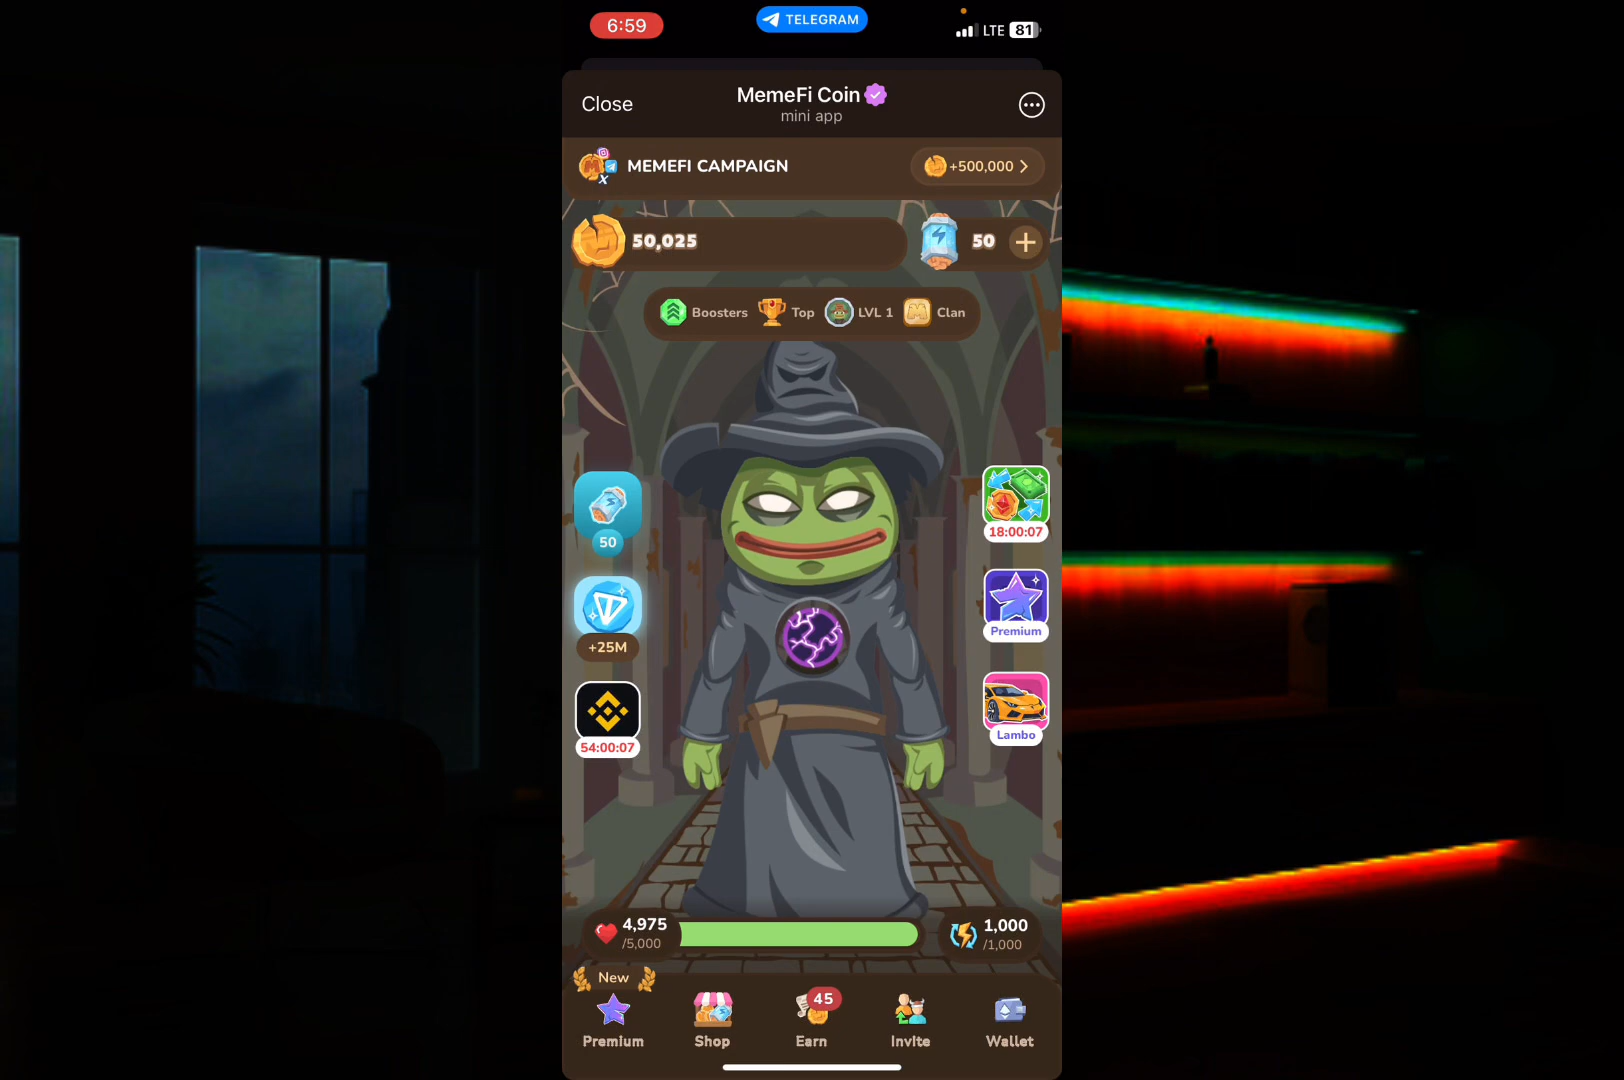 6:59
TELEGRAM
LTE 81
Close
MemeFi Coin
mini app
MEMEFI CAMPAIGN
+500,000
50,025
50
Boosters
Top
LVL 1
Clan
50
18:00:07
+25M
Premium
54:00:07
Lambo
4,975
/5,000
1,000
/1,000
New
45
Premium
Shop
Earn
Invite
Wallet